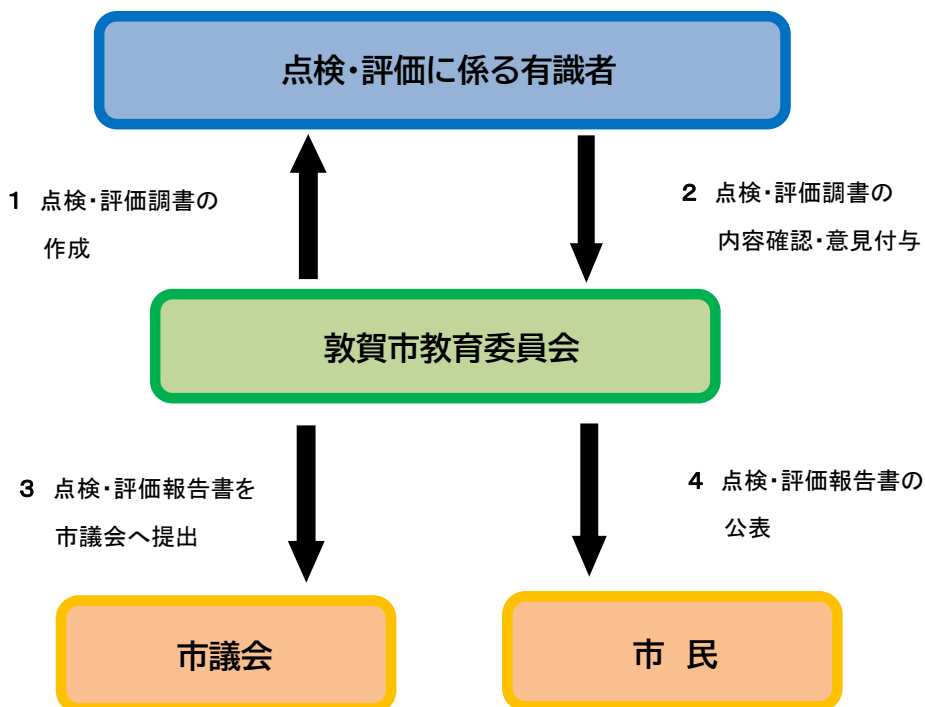 点検・評価に係る有識者
1 点検・評価調書の
作成
2 点検・評価調書の
内容確認・意見付与
敦賀市教育委員会
3 点検・評価報告書を
市議会へ提出
4 点検・評価報告書の
公表
市議会
市 民